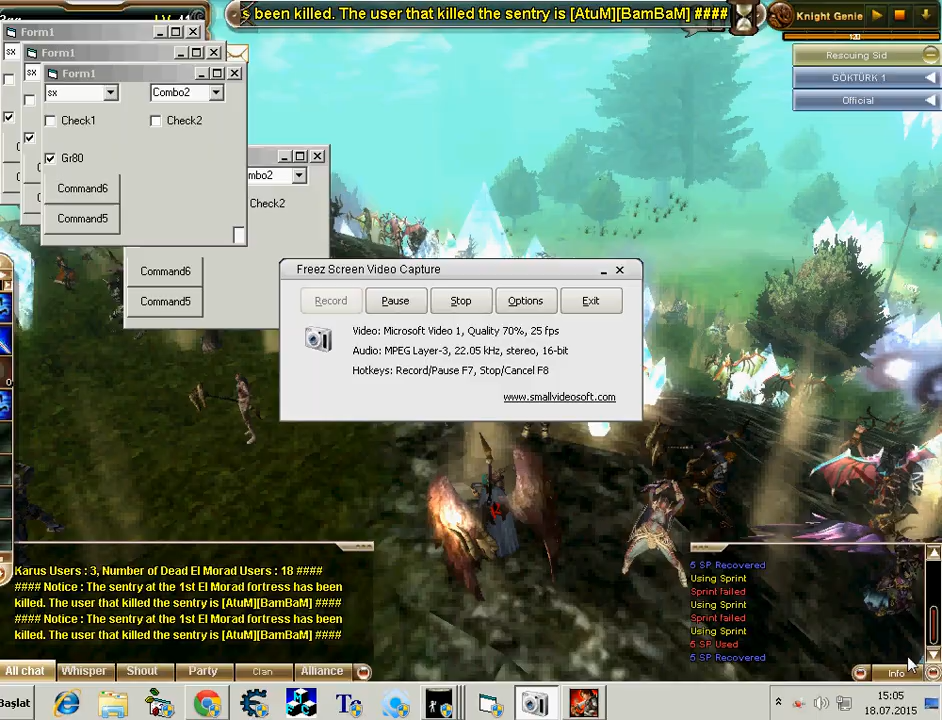 s been killed. The user that killed the sentry is [AtuM][BamBaM] ####
Knight Genie
120
Rescuing Sid
GÖKTÜRK 1
Official
Form1
Form1
Form1
sx
sx
sx
Combo2
Check1
Check2
Gr80
Command6
Command5
mbo2
Check2
Command6
Command5
Freez Screen Video Capture
Record
Pause
Stop
Options
Exit
Video: Microsoft Video 1, Quality 70%, 25 fps
Audio: MPEG Layer-3, 22.05 kHz, stereo, 16-bit
Hotkeys: Record/Pause F7, Stop/Cancel F8
www.smallvideosoft.com
Karus Users : 3, Number of Dead El Morad Users : 18 ####
#### Notice : The sentry at the 1st El Morad fortress has been
killed. The user that killed the sentry is [AtuM][BamBaM] ####
#### Notice : The sentry at the 1st El Morad fortress has been
killed. The user that killed the sentry is [AtuM][BamBaM] ####
5 SP Recovered
Using Sprint
Sprint failed
Using Sprint
Sprint failed
Using Sprint
5 SP Used
5 SP Recovered
All chat
Whisper
Shout
Party
Clan
Alliance
Info
Başlat
15:05
18.07.2015